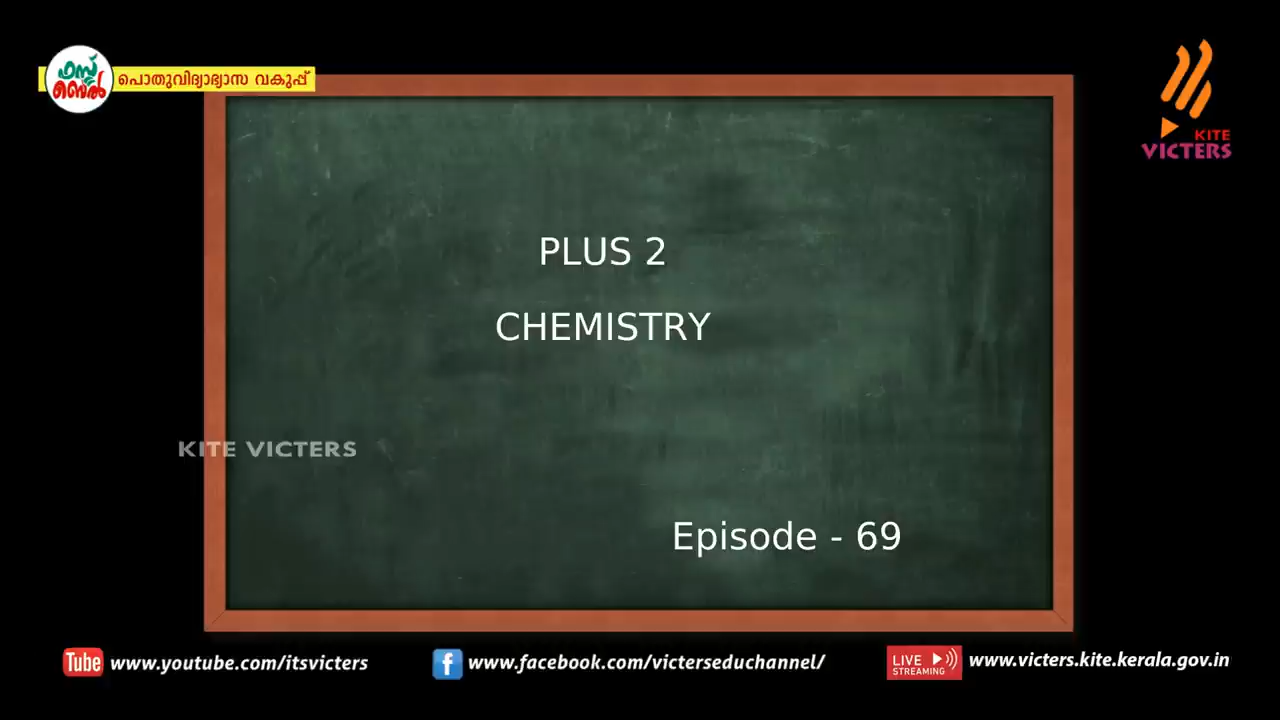 ഫസ്റ്റ്
ബെൽ
പൊതുവിദ്യാഭ്യാസ വകുപ്പ്
KITE
VICTERS
PLUS 2
CHEMISTRY
KITE VICTERS
Episode - 69
Tube www.youtube.com/itsvicters
f www.facebook.com/victerseduchannel/
LIVE
STREAMING
www.victers.kite.kerala.gov.in